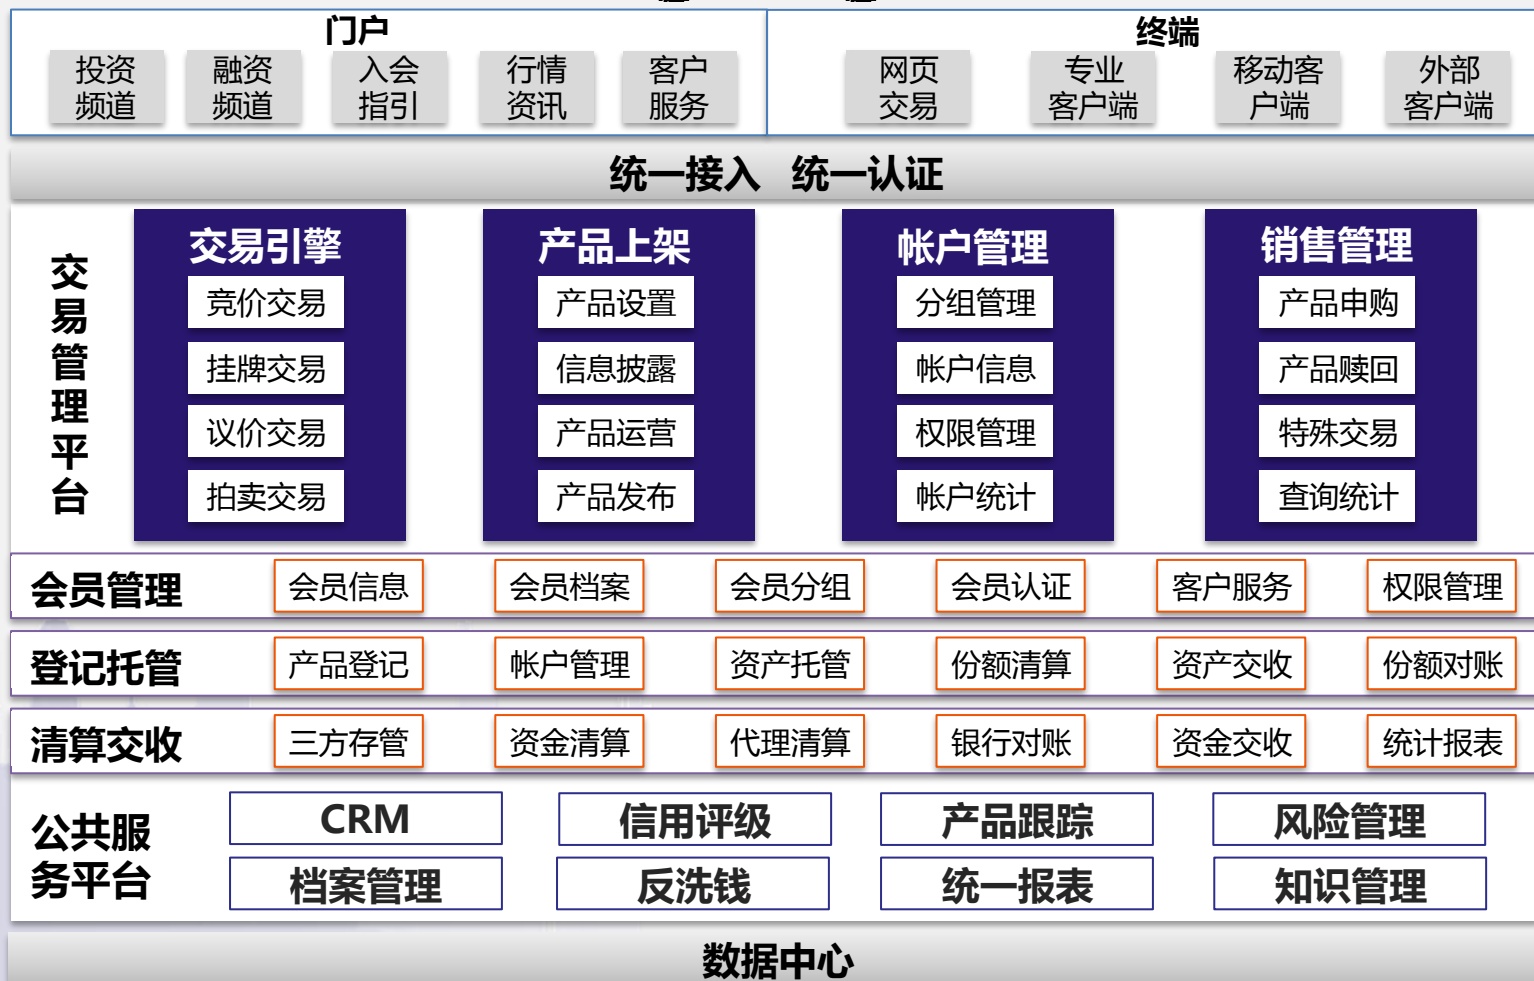 门户
终端
投资
频道
融资
频道
入会
指引
行情
资讯
客户
服务
网页
交易
专业
客户端
移动客
户端
外部
客户端
统一接入 统一认证
交易管理平台
交易引擎
竞价交易
挂牌交易
议价交易
拍卖交易
产品上架
产品设置
信息披露
产品运营
产品发布
帐户管理
分组管理
帐户信息
权限管理
帐户统计
销售管理
产品申购
产品赎回
特殊交易
查询统计
会员管理 会员信息 会员档案 会员分组 会员认证 客户服务 权限管理
登记托管 产品登记 帐户管理 资产托管 份额清算 资产交收 份额对账
清算交收 三方存管 资金清算 代理清算 银行对账 资金交收 统计报表
公共服
务平台
CRM 信用评级 产品跟踪 风险管理
档案管理 反洗钱 统一报表 知识管理
数据中心